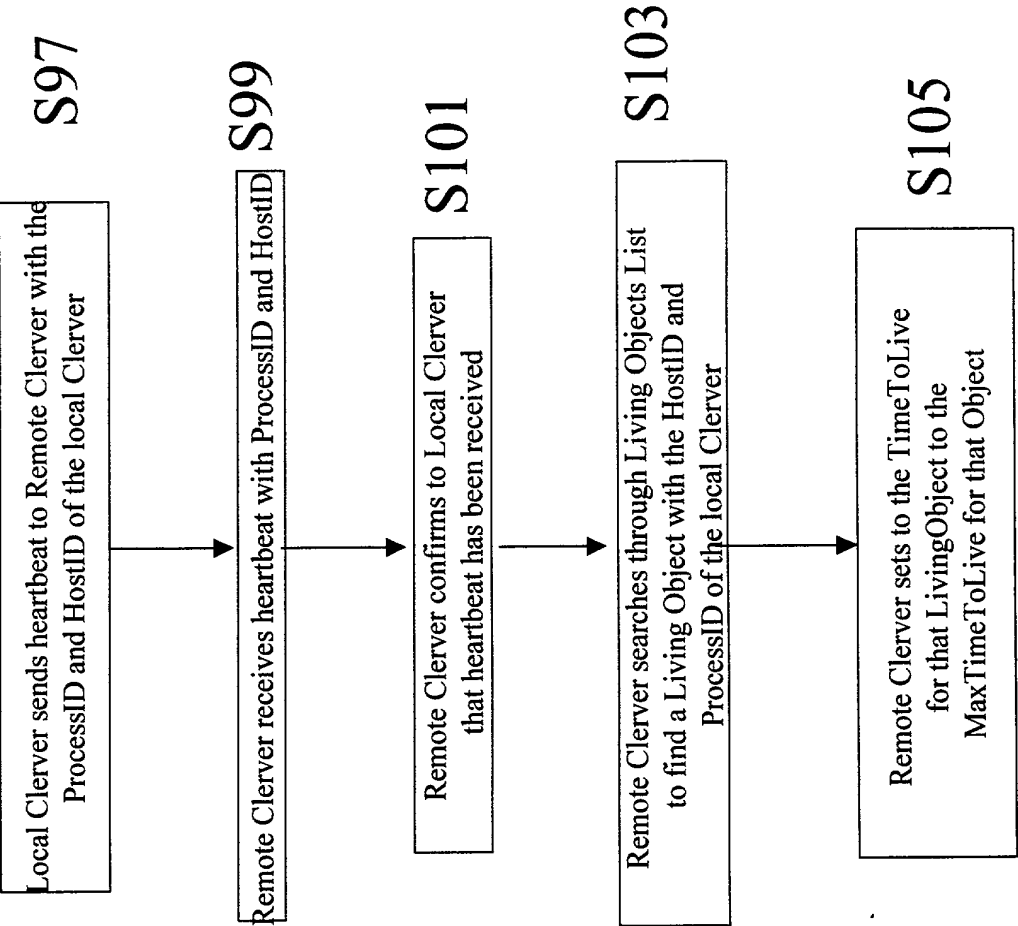 S97
Local Clerver sends heartbeat to Remote Clerver with the
ProcessID and HostID of the local Clerver
S99
Remote Clerver receives heartbeat with ProcessID and HostID
S101
Remote Clerver confirms to Local Clerver
that heartbeat has been received
S103
Remote Clerver searches through Living Objects List
to find a Living Object with the HostID and
ProcessID of the local Clerver
S105
Remote Clerver sets to the TimeToLive
for that LivingObject to the
MaxTimeToLive for that Object